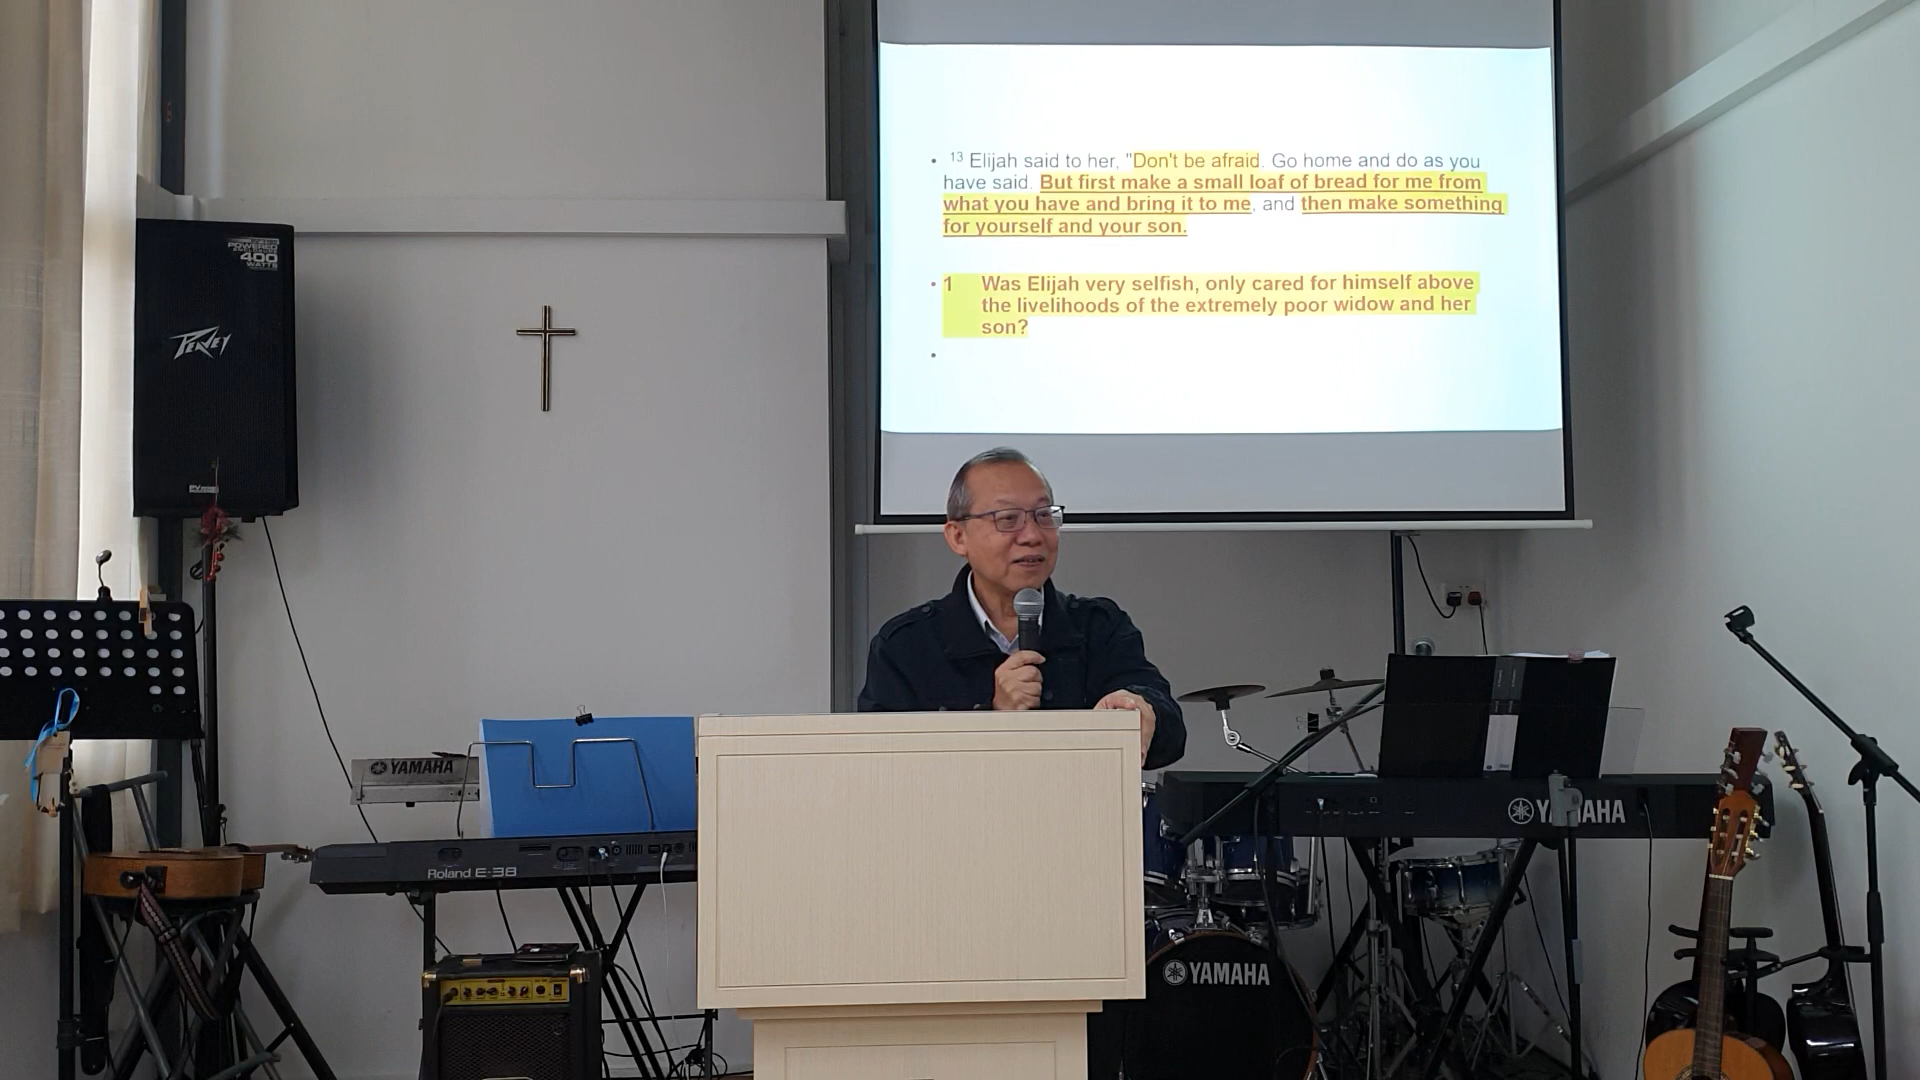 • ¹³ Elijah said to her, "Don't be afraid. Go home and do as you
have said. But first make a small loaf of bread for me from
what you have and bring it to me, and then make something
for yourself and your son.
• 1 Was Elijah very selfish, only cared for himself above
the livelihoods of the extremely poor widow and her
son?
•
POWERED
400
WATTS
PEAVEY
YAMAHA
Roland E-38
YAMAHA
YAMAHA